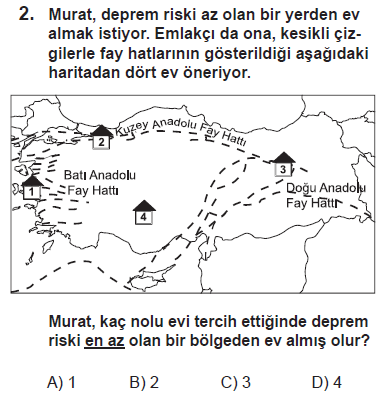 2. Murat, deprem riski az olan bir yerden ev
almak istiyor. Emlakçı da ona, kesikli çiz-
gilerle fay hatlarının gösterildiği aşağıdaki
haritadan dört ev öneriyor.
Kuzey Anadolu Fay Hattı
2
Batı Anadolu
Fay Hattı
1
3
Doğu Anadolu
Fay Hattı
4
Murat, kaç nolu evi tercih ettiğinde deprem
riski en az olan bir bölgeden ev almış olur?
A) 1 B) 2 C) 3 D) 4